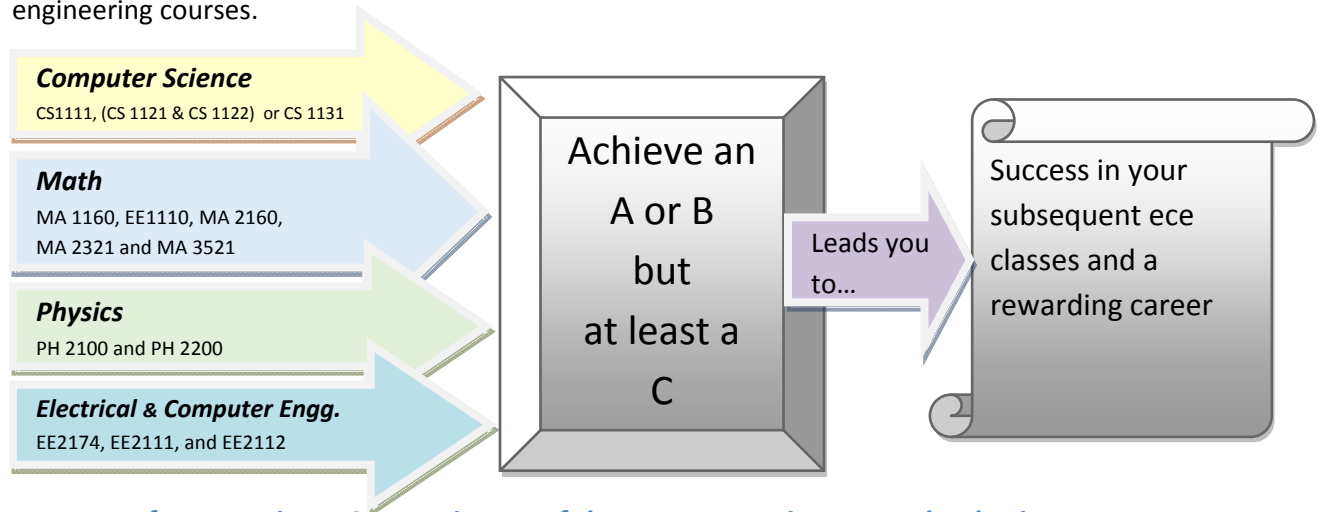 engineering courses.
Computer Science
CS1111, (CS 1121 & CS 1122) or CS 1131
Math
MA 1160, EE1110, MA 2160,
MA 2321 and MA 3521
Physics
PH 2100 and PH 2200
Electrical & Computer Engg.
EE2174, EE2111, and EE2112
Achieve an
A or B
but
at least a
C
Leads you
to…
Success in your
subsequent ece
classes and a
rewarding career